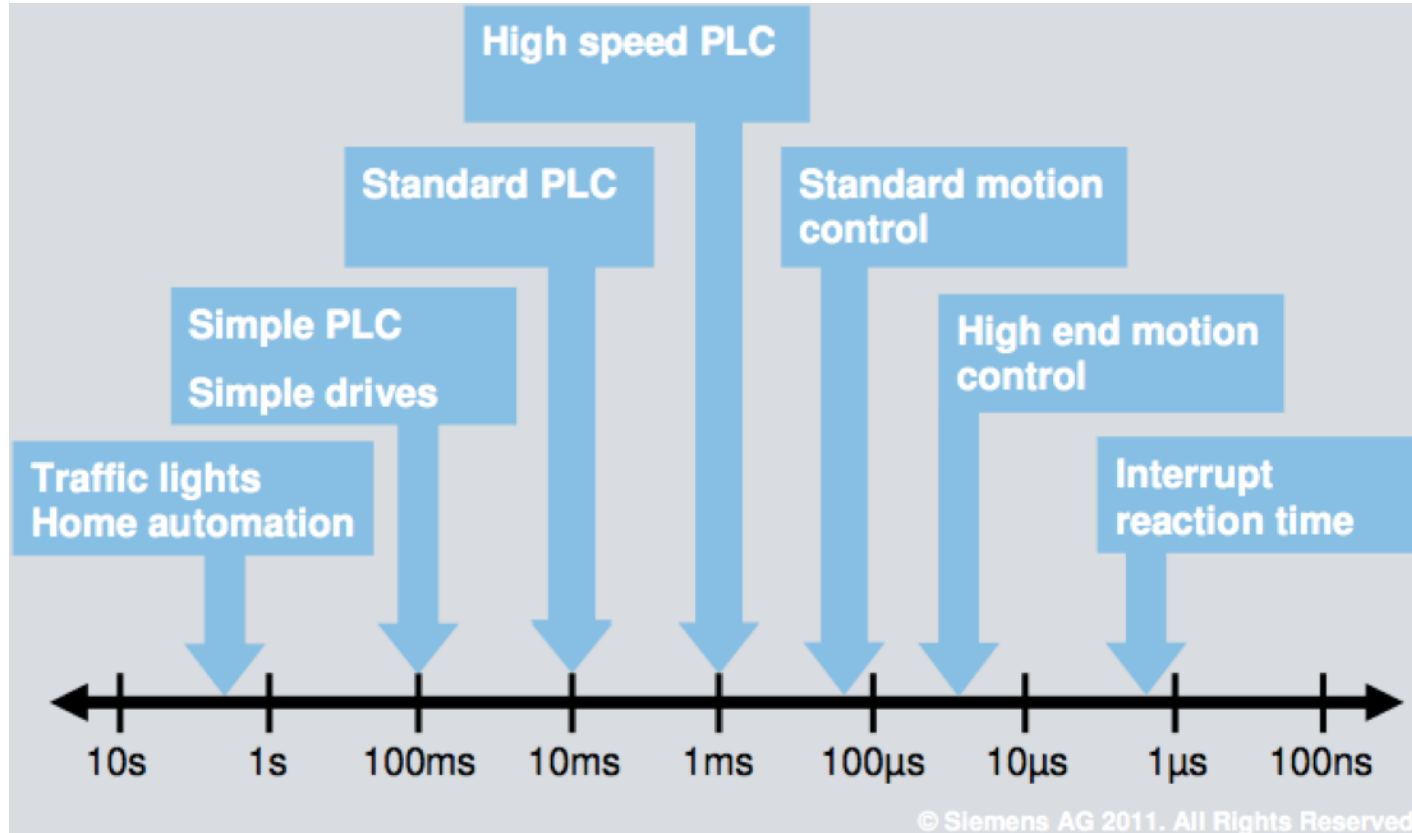 High speed PLC
Standard PLC
Standard motion
control
Simple PLC
Simple drives
High end motion
control
Traffic lights
Home automation
Interrupt
reaction time
10s
1s
100ms
10ms
1ms
100µs
10µs
1µs
100ns
© Siemens AG 2011. All Rights Reserved